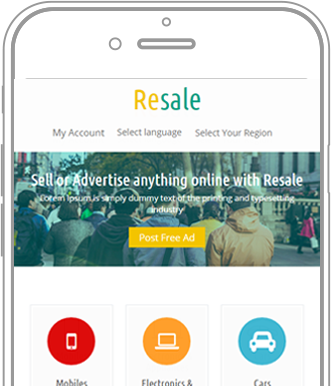 Resale
My Account Select language Select Your Region
Sell or Advertise anything online with Resale
Lorem Ipsum is simply dummy text of the printing and typesetting
industry
Post Free Ad
Mobiles Electronics & Cars